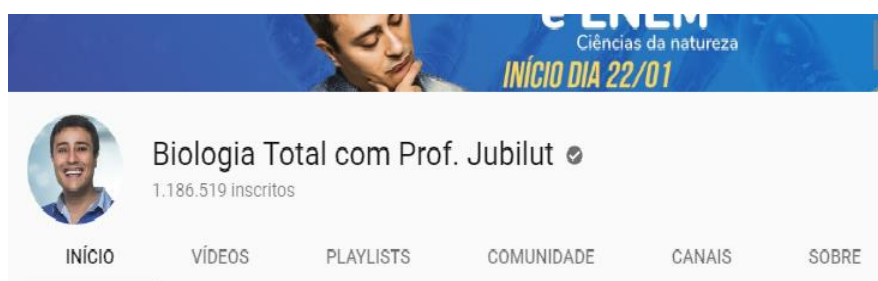 e ENEM
Ciências da natureza
INÍCIO DIA 22/01
Biologia Total com Prof. Jubilut
1.186.519 inscritos
INÍCIO VÍDEOS PLAYLISTS COMUNIDADE CANAIS SOBRE